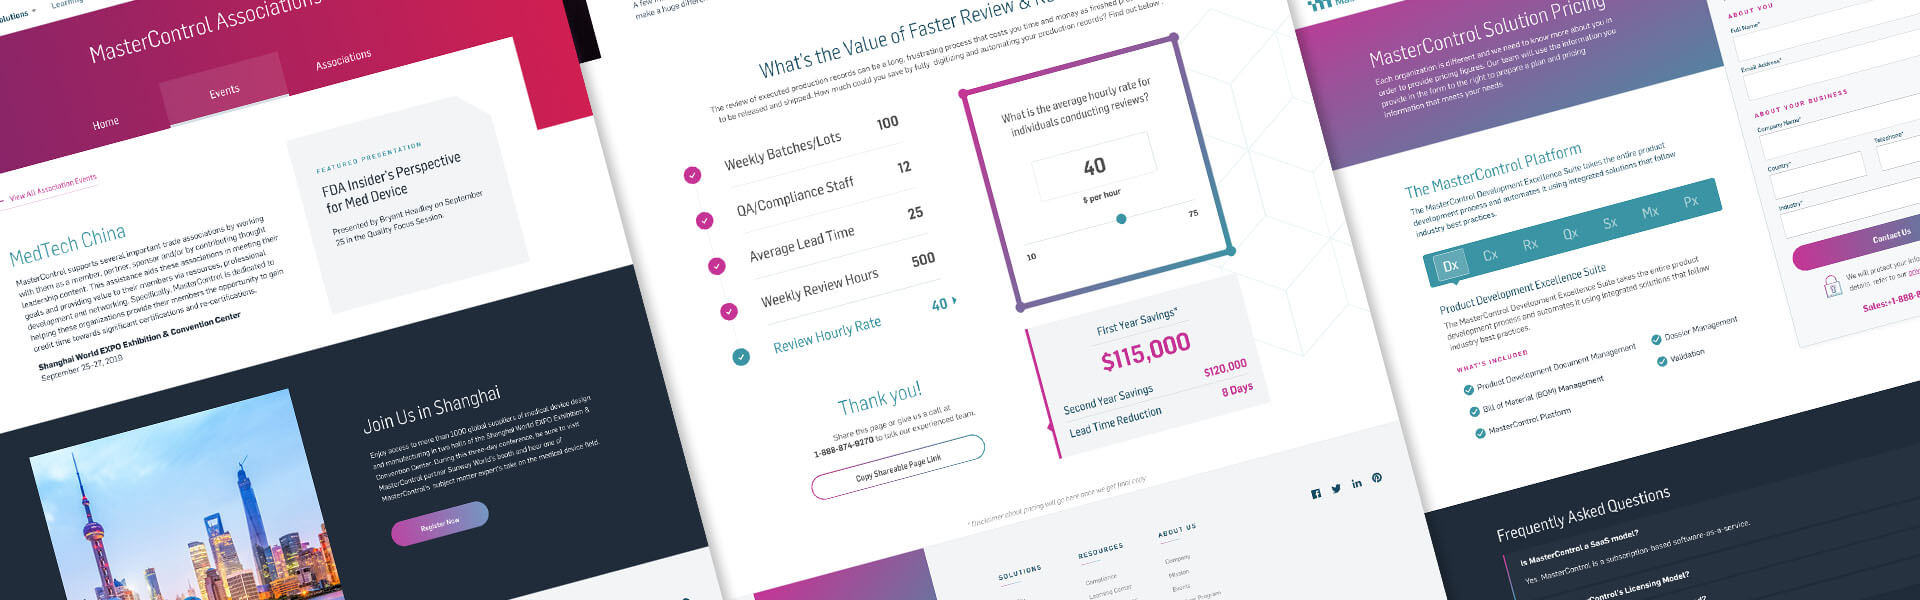 Solutions
Learning
MasterControl Associations
Home
Events
Associations
View All Association Events
FEATURED PRESENTATION
FDA Insider's Perspective
for Med Device
Presented by Bryant Headley on September
25 in the Quality Focus Session.
MedTech China
MasterControl supports several important trade associations by working
with them as a member, partner, sponsor and/or by contributing thought
leadership content. This assistance aids these associations in meeting their
goals and providing value to their members via resources, professional
development and networking. Specifically, MasterControl is dedicated to
helping these organizations provide their members the opportunity to gain
credit time towards significant certifications and re-certifications.
Shanghai World EXPO Exhibition & Convention Center
September 25-27, 2019
Join Us in Shanghai
Enjoy access to more than 1000 global suppliers of medical device design
and manufacturing in two halls of the Shanghai World EXPO Exhibition &
Convention Center. During this three-day conference, be sure to visit
MasterControl partner Sunway World's booth and hour one of
MasterControl's subject matter expert's take on the medical device field.
Register Now
A few
make a huge
What's the Value of Faster Review &
The review of executed production records can be a long, frustrating process that costs you time and money as finished
to be released and shipped. How much could you save by fully digitizing and automating your production records? Find out below.
Weekly Batches/Lots 100
QA/Compliance Staff 12
Average Lead Time 25
Weekly Review Hours 500
Review Hourly Rate 40
What is the average hourly rate for
individuals conducting reviews?
40
$ per hour
10
75
First Year Savings*
$115,000
Second Year Savings $120,000
Lead Time Reduction 8 Days
Thank you!
Share this page or give us a call at
1-888-874-9270 to talk our experienced team.
Copy Shareable Page Link
* Disclaimer about pricing will go here once we get final copy
SOLUTIONS
RESOURCES
Compliance
Learning Center
ABOUT US
Company
Mission
Events
Program
MasterControl Solution Pricing
Each organization is different and we need to know more about you in
order to provide pricing figures. Our team will use the information you
provide in the form to the right to prepare a plan and pricing
information that meets your needs.
ABOUT YOU
Full Name*
Email Address*
ABOUT YOUR BUSINESS
Company Name*
Country*
Telephone*
Industry*
Contact Us
We will protect your
details, refer to our
Sales:+1-888-8
The MasterControl Platform
The MasterControl Development Excellence Suite takes the entire product
development process and automates it using integrated solutions that follow
industry best practices.
Dx Cx Rx Qx Sx Mx Px
Product Development Excellence Suite
The MasterControl Development Excellence Suite takes the entire product
development process and automates it using integrated solutions that follow
industry best practices.
WHAT'S INCLUDED
Product Development Document Management
Bill of Material (BOM) Management
MasterControl Platform
Dossier Management
Validation
Frequently Asked Questions
Is MasterControl a SaaS model?
Yes. MasterControl is a subscription-based software-as-a-service.
Control's Licensing Model?